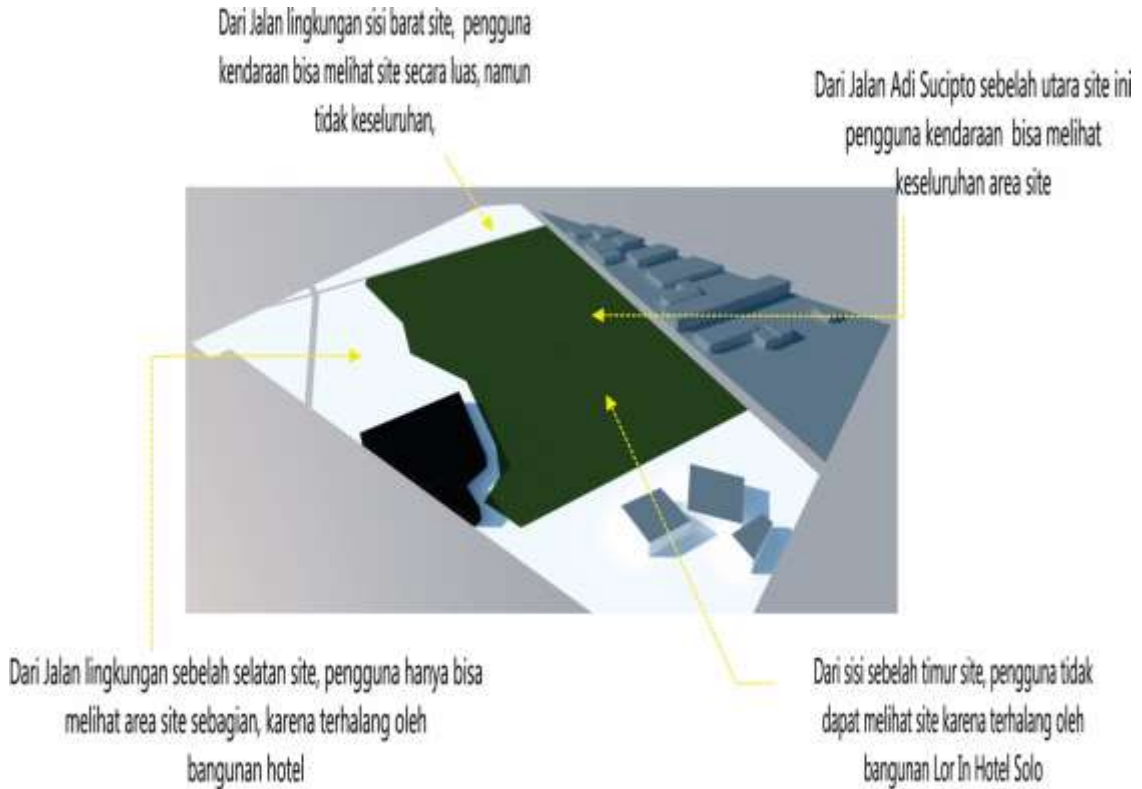 Dari Jalan lingkungan sisi barat site, pengguna
kendaraan bisa melihat site secara luas, namun
tidak keseluruhan,
Dari Jalan Adi Sucipto sebelah utara site ini
pengguna kendaraan bisa melihat
keseluruhan area site
Dari Jalan lingkungan sebelah selatan site, pengguna hanya bisa
melihat area site sebagian, karena terhalang oleh
bangunan hotel
Dari sisi sebelah timur site, pengguna tidak
dapat melihat site karena terhalang oleh
bangunan Lor In Hotel Solo